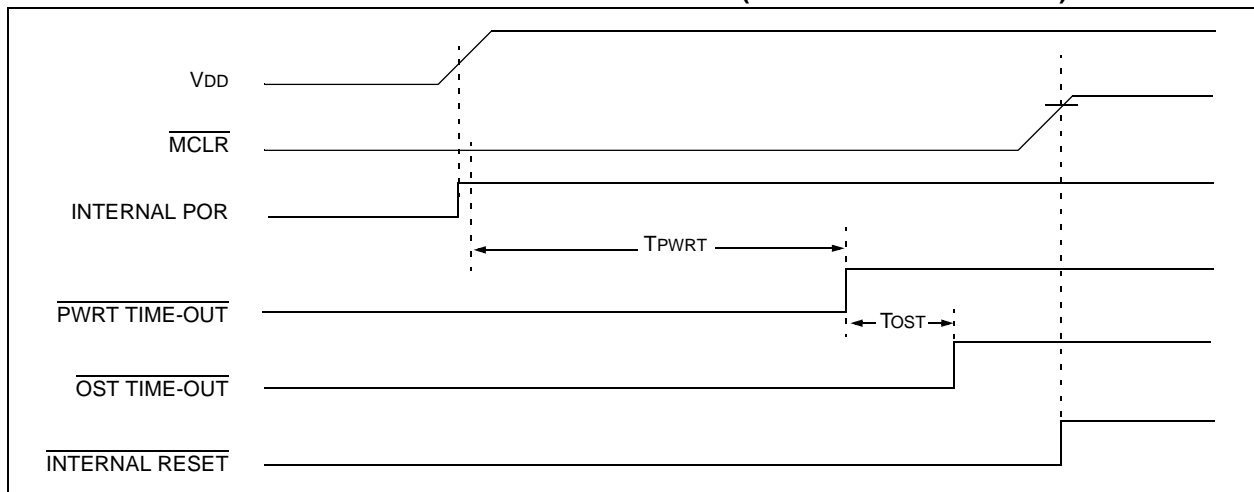 VDD
MCLR
INTERNAL POR
TPWRT
PWRT TIME-OUT
TOST
OST TIME-OUT
INTERNAL RESET